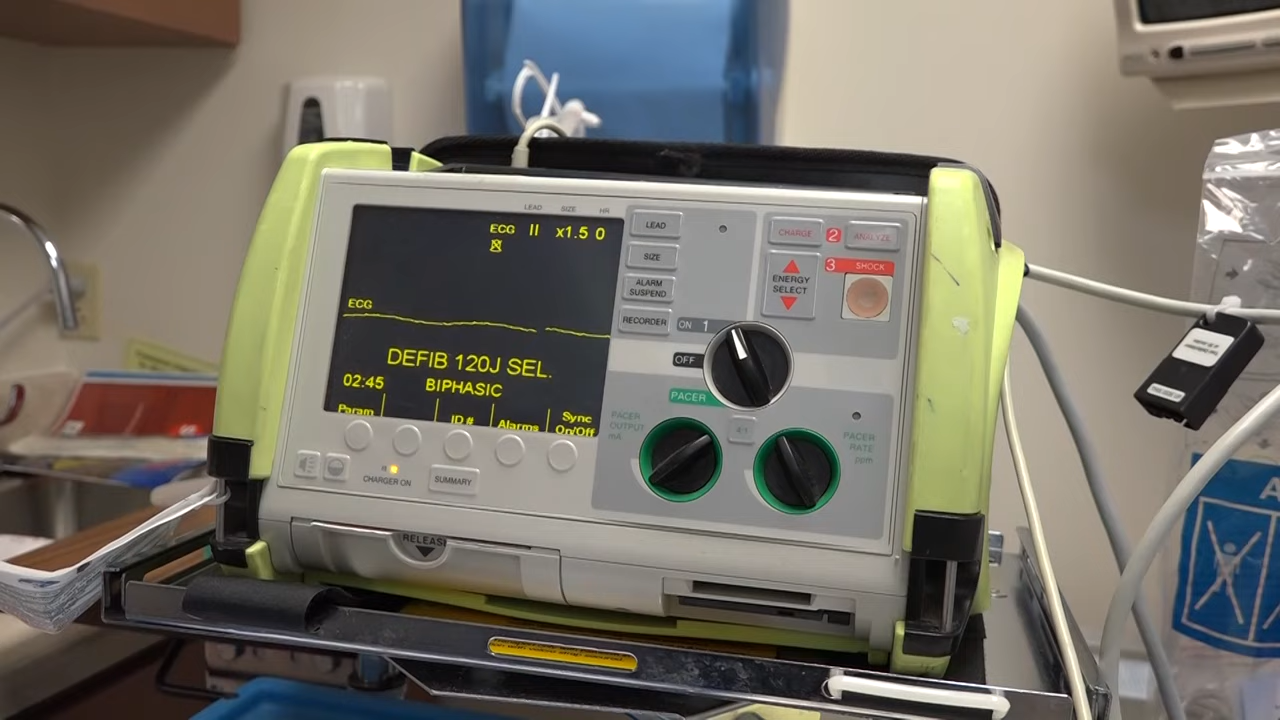 LEAD SIZE HR
ECG II x1.5 0
ECG
DEFIB 120J SEL.
02:45 BIPHASIC
Param ID # Alarms Sync On/Off
CHARGER ON
SUMMARY
LEAD
SIZE
ALARM SUSPEND
RECORDER
CHARGE 2 ANALYZE
ENERGY SELECT
3 SHOCK
ON 1
OFF
PACER
PACER OUTPUT mA
4:1
PACER RATE ppm
RELEASE